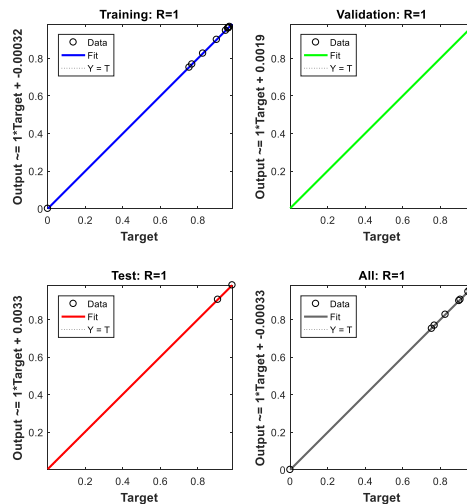 Training: R=1
Output ~= 1*Target + -0.00032
0.8
0.6
0.4
0.2
0
Data
Fit
Y = T
0 0.2 0.4 0.6 0.8
Target
Validation: R=1
Output ~= 1*Target + 0.0019
0.8
0.6
0.4
0.2
Data
Fit
Y = T
0.2 0.4 0.6 0.8
Target
Test: R=1
Output ~= 1*Target + 0.0033
0.8
0.6
0.4
0.2
Data
Fit
Y = T
0.2 0.4 0.6 0.8
Target
All: R=1
Output ~= 1*Target + -0.00033
0.8
0.6
0.4
0.2
0
Data
Fit
Y = T
0 0.2 0.4 0.6 0.8
Target